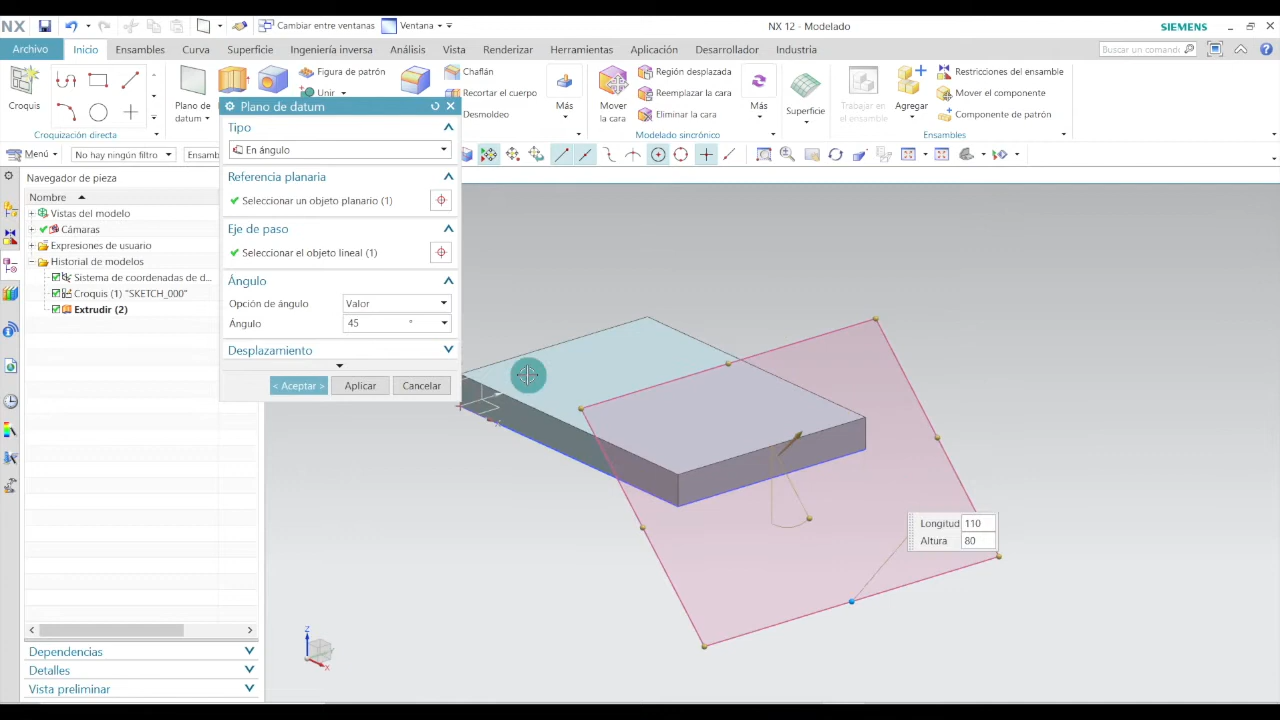 NX
Cambiar entre ventanas
Ventana
NX 12 - Modelado
SIEMENS
Archivo
Inicio
Ensambles
Curva
Superficie
Ingeniería inversa
Análisis
Vista
Renderizar
Herramientas
Aplicación
Desarrollador
Industria
Buscar un comando
Croquis
Croquización directa
Plano de
datum
Figura de patrón
Unir
Chaflán
Recortar el cuerpo
Desmoldeo
Más
Mover
la cara
Región desplazada
Reemplazar la cara
Eliminar la cara
Más
Modelado sincrónico
Superficie
Trabajar en
el ensamble
Agregar
Restricciones del ensamble
Mover el componente
Componente de patrón
Ensambles
Menú
No hay ningún filtro
Ensamb
Navegador de pieza
Nombre
Vistas del modelo
Cámaras
Expresiones de usuario
Historial de modelos
Sistema de coordenadas de d...
Croquis (1) "SKETCH_000"
Extrudir (2)
Dependencias
Detalles
Vista preliminar
Plano de datum
Tipo
En ángulo
Referencia planaria
Seleccionar un objeto planario (1)
Eje de paso
Seleccionar el objeto lineal (1)
Ángulo
Opción de ángulo
Valor
Ángulo
45 °
Desplazamiento
< Aceptar >
Aplicar
Cancelar
Longitud 110
Altura 80
Z
X